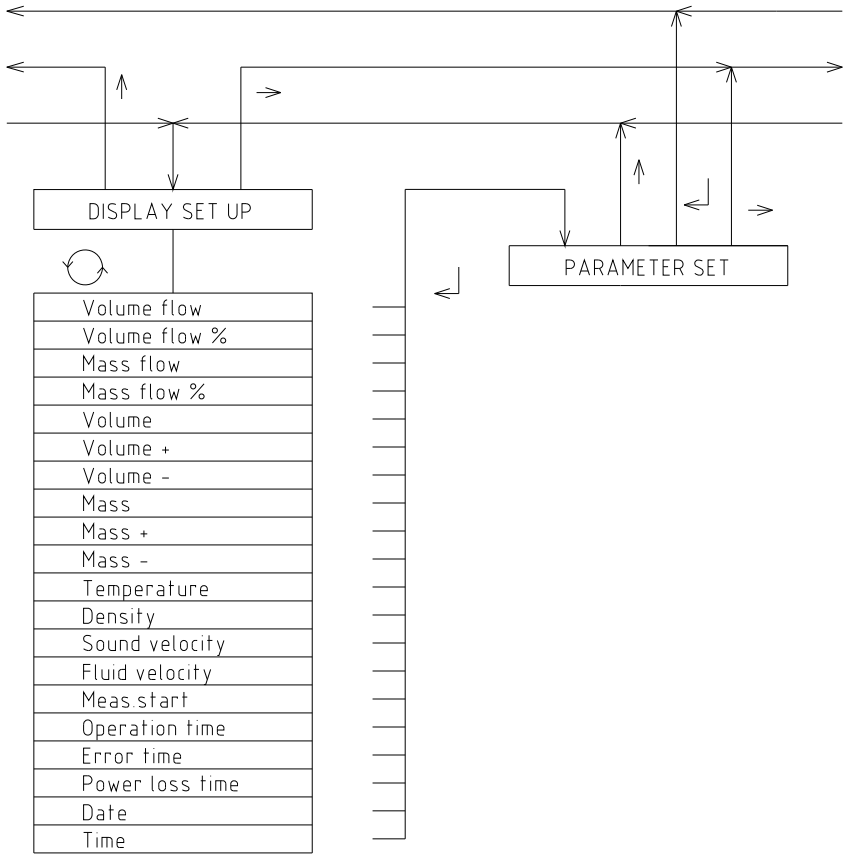 DISPLAY SET UP
PARAMETER SET
Volume flow
Volume flow %
Mass flow
Mass flow %
Volume
Volume +
Volume -
Mass
Mass +
Mass -
Temperature
Density
Sound velocity
Fluid velocity
Meas.start
Operation time
Error time
Power loss time
Date
Time